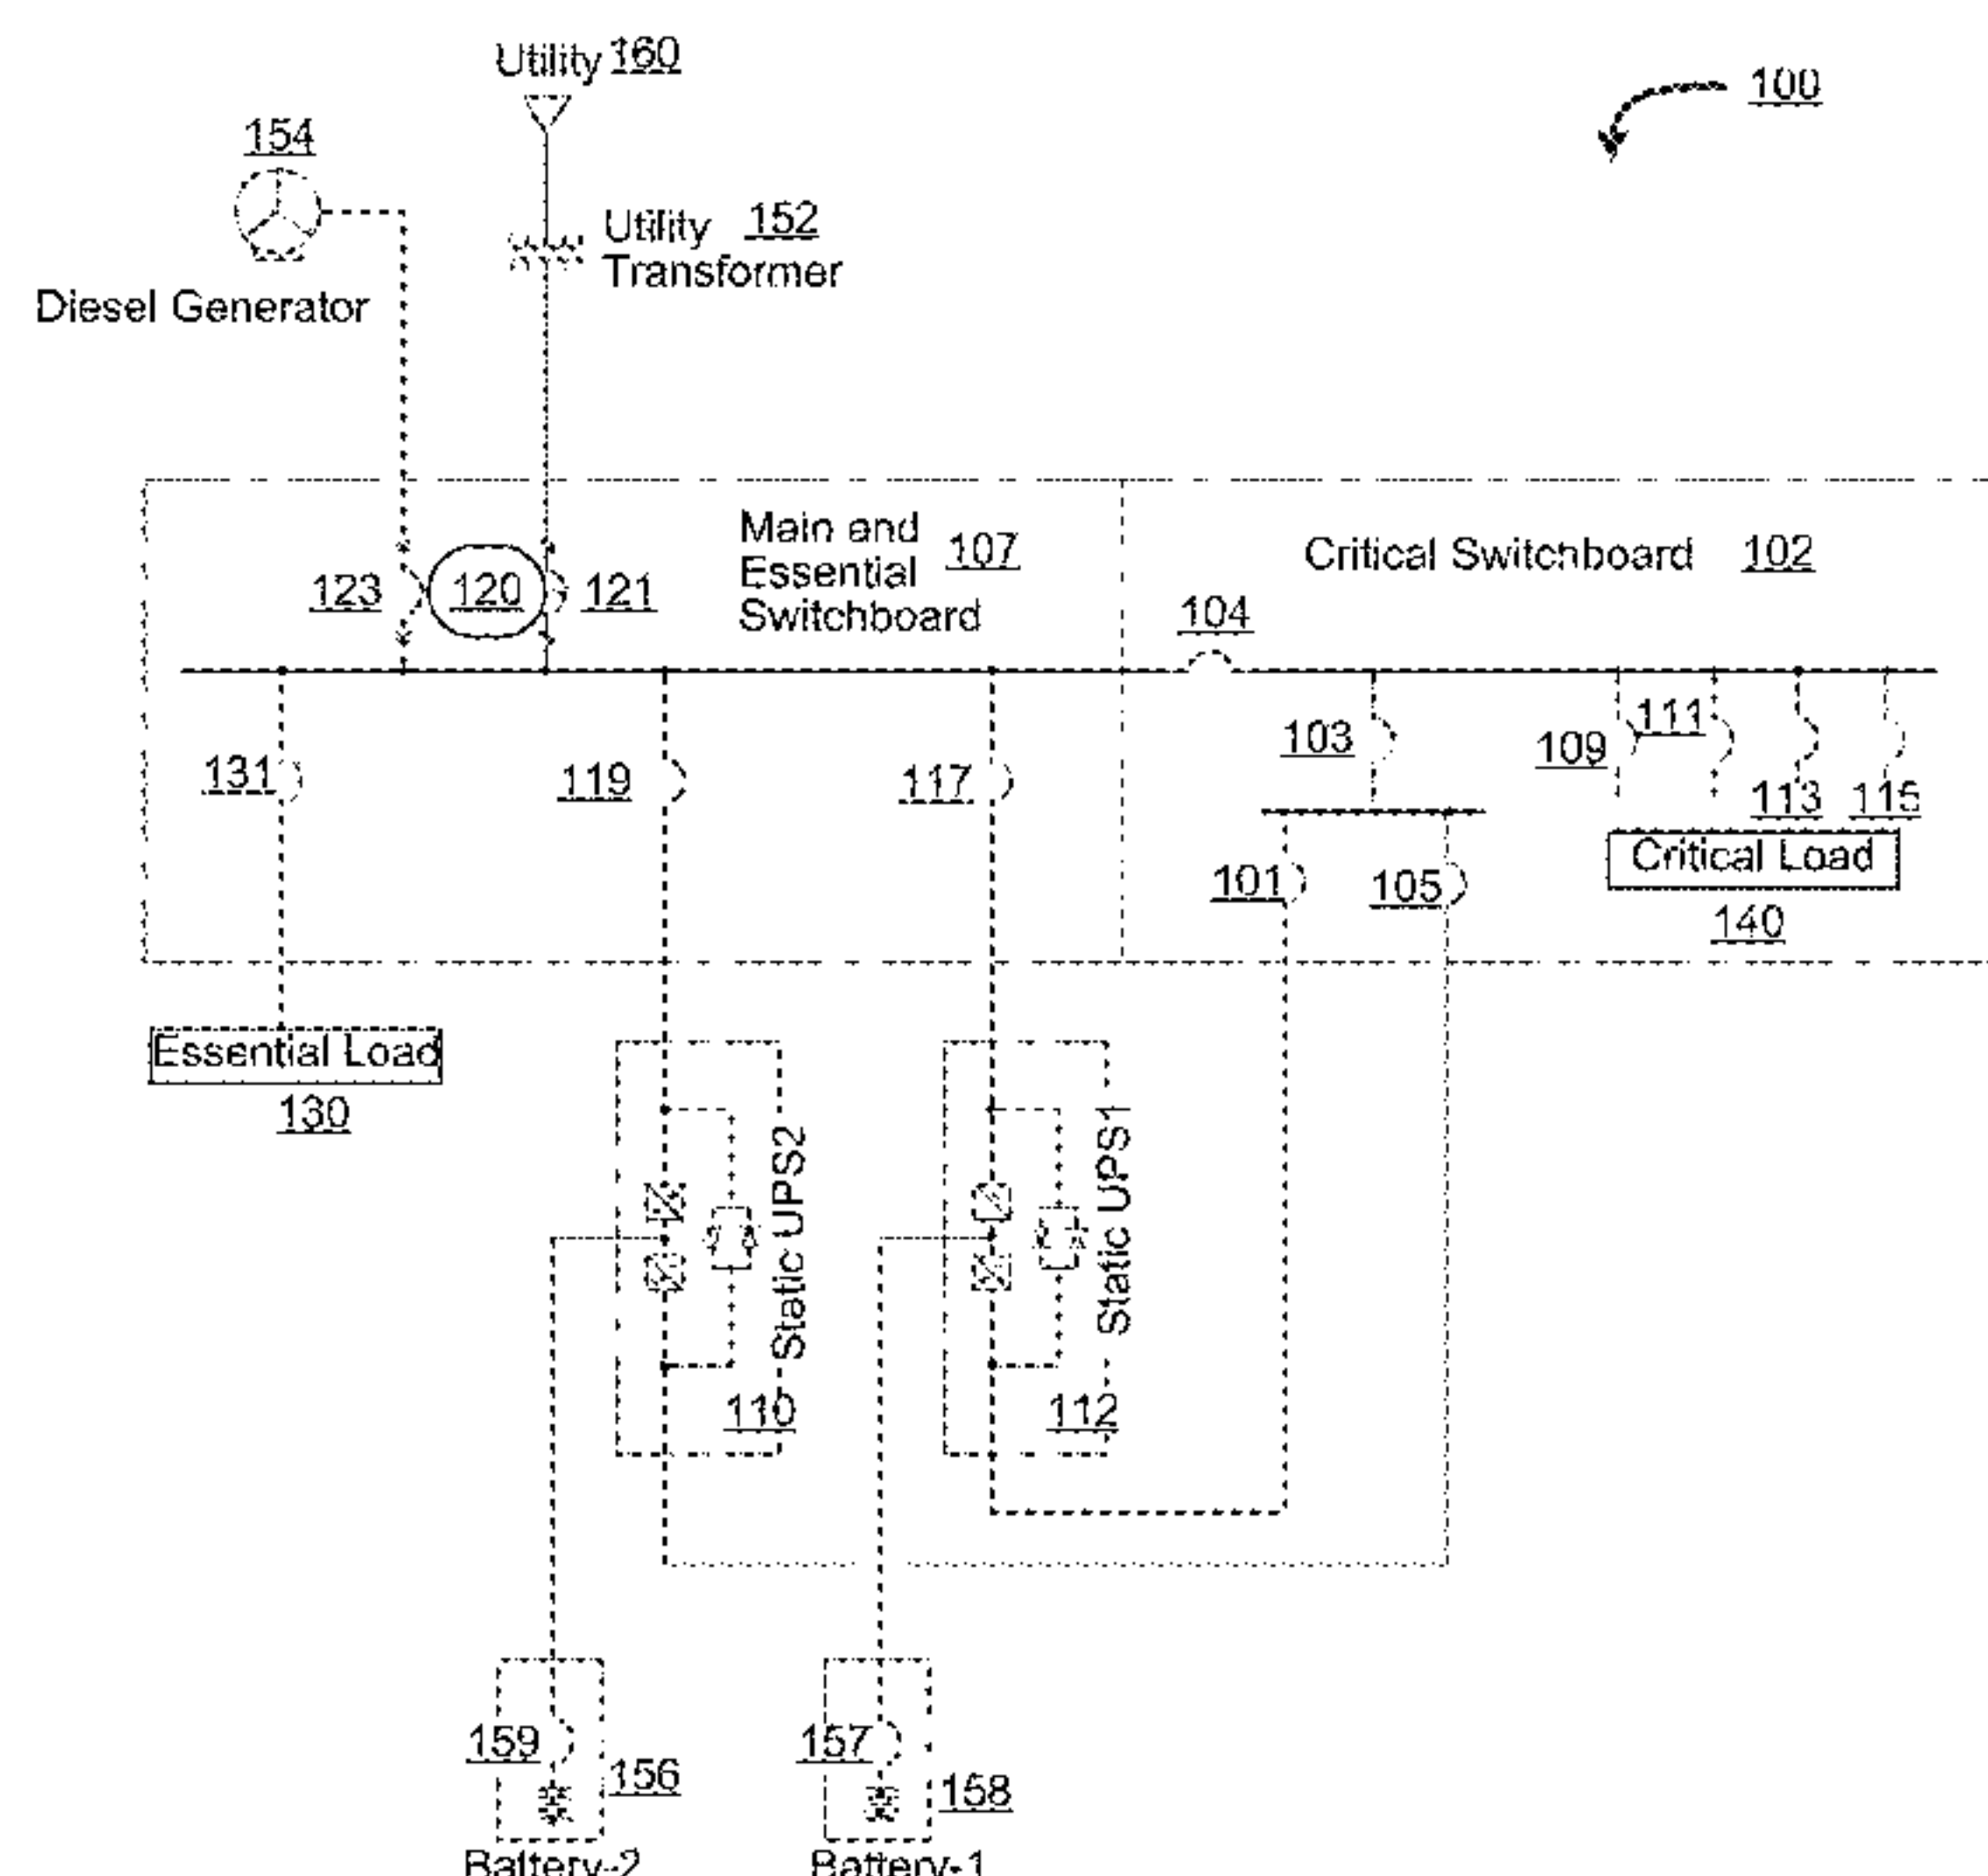 Utility 160
100
154
Utility 152
Transformer
Diesel Generator
Main and
Essential 107
Switchboard
Critical Switchboard 102
123
120
121
104
131
119
117
103
109
111
113
115
101
105
Critical Load
140
Essential Load
130
Static UPS2
110
Static UPS1
112
159
156
157
158
Battery-2
Battery-1